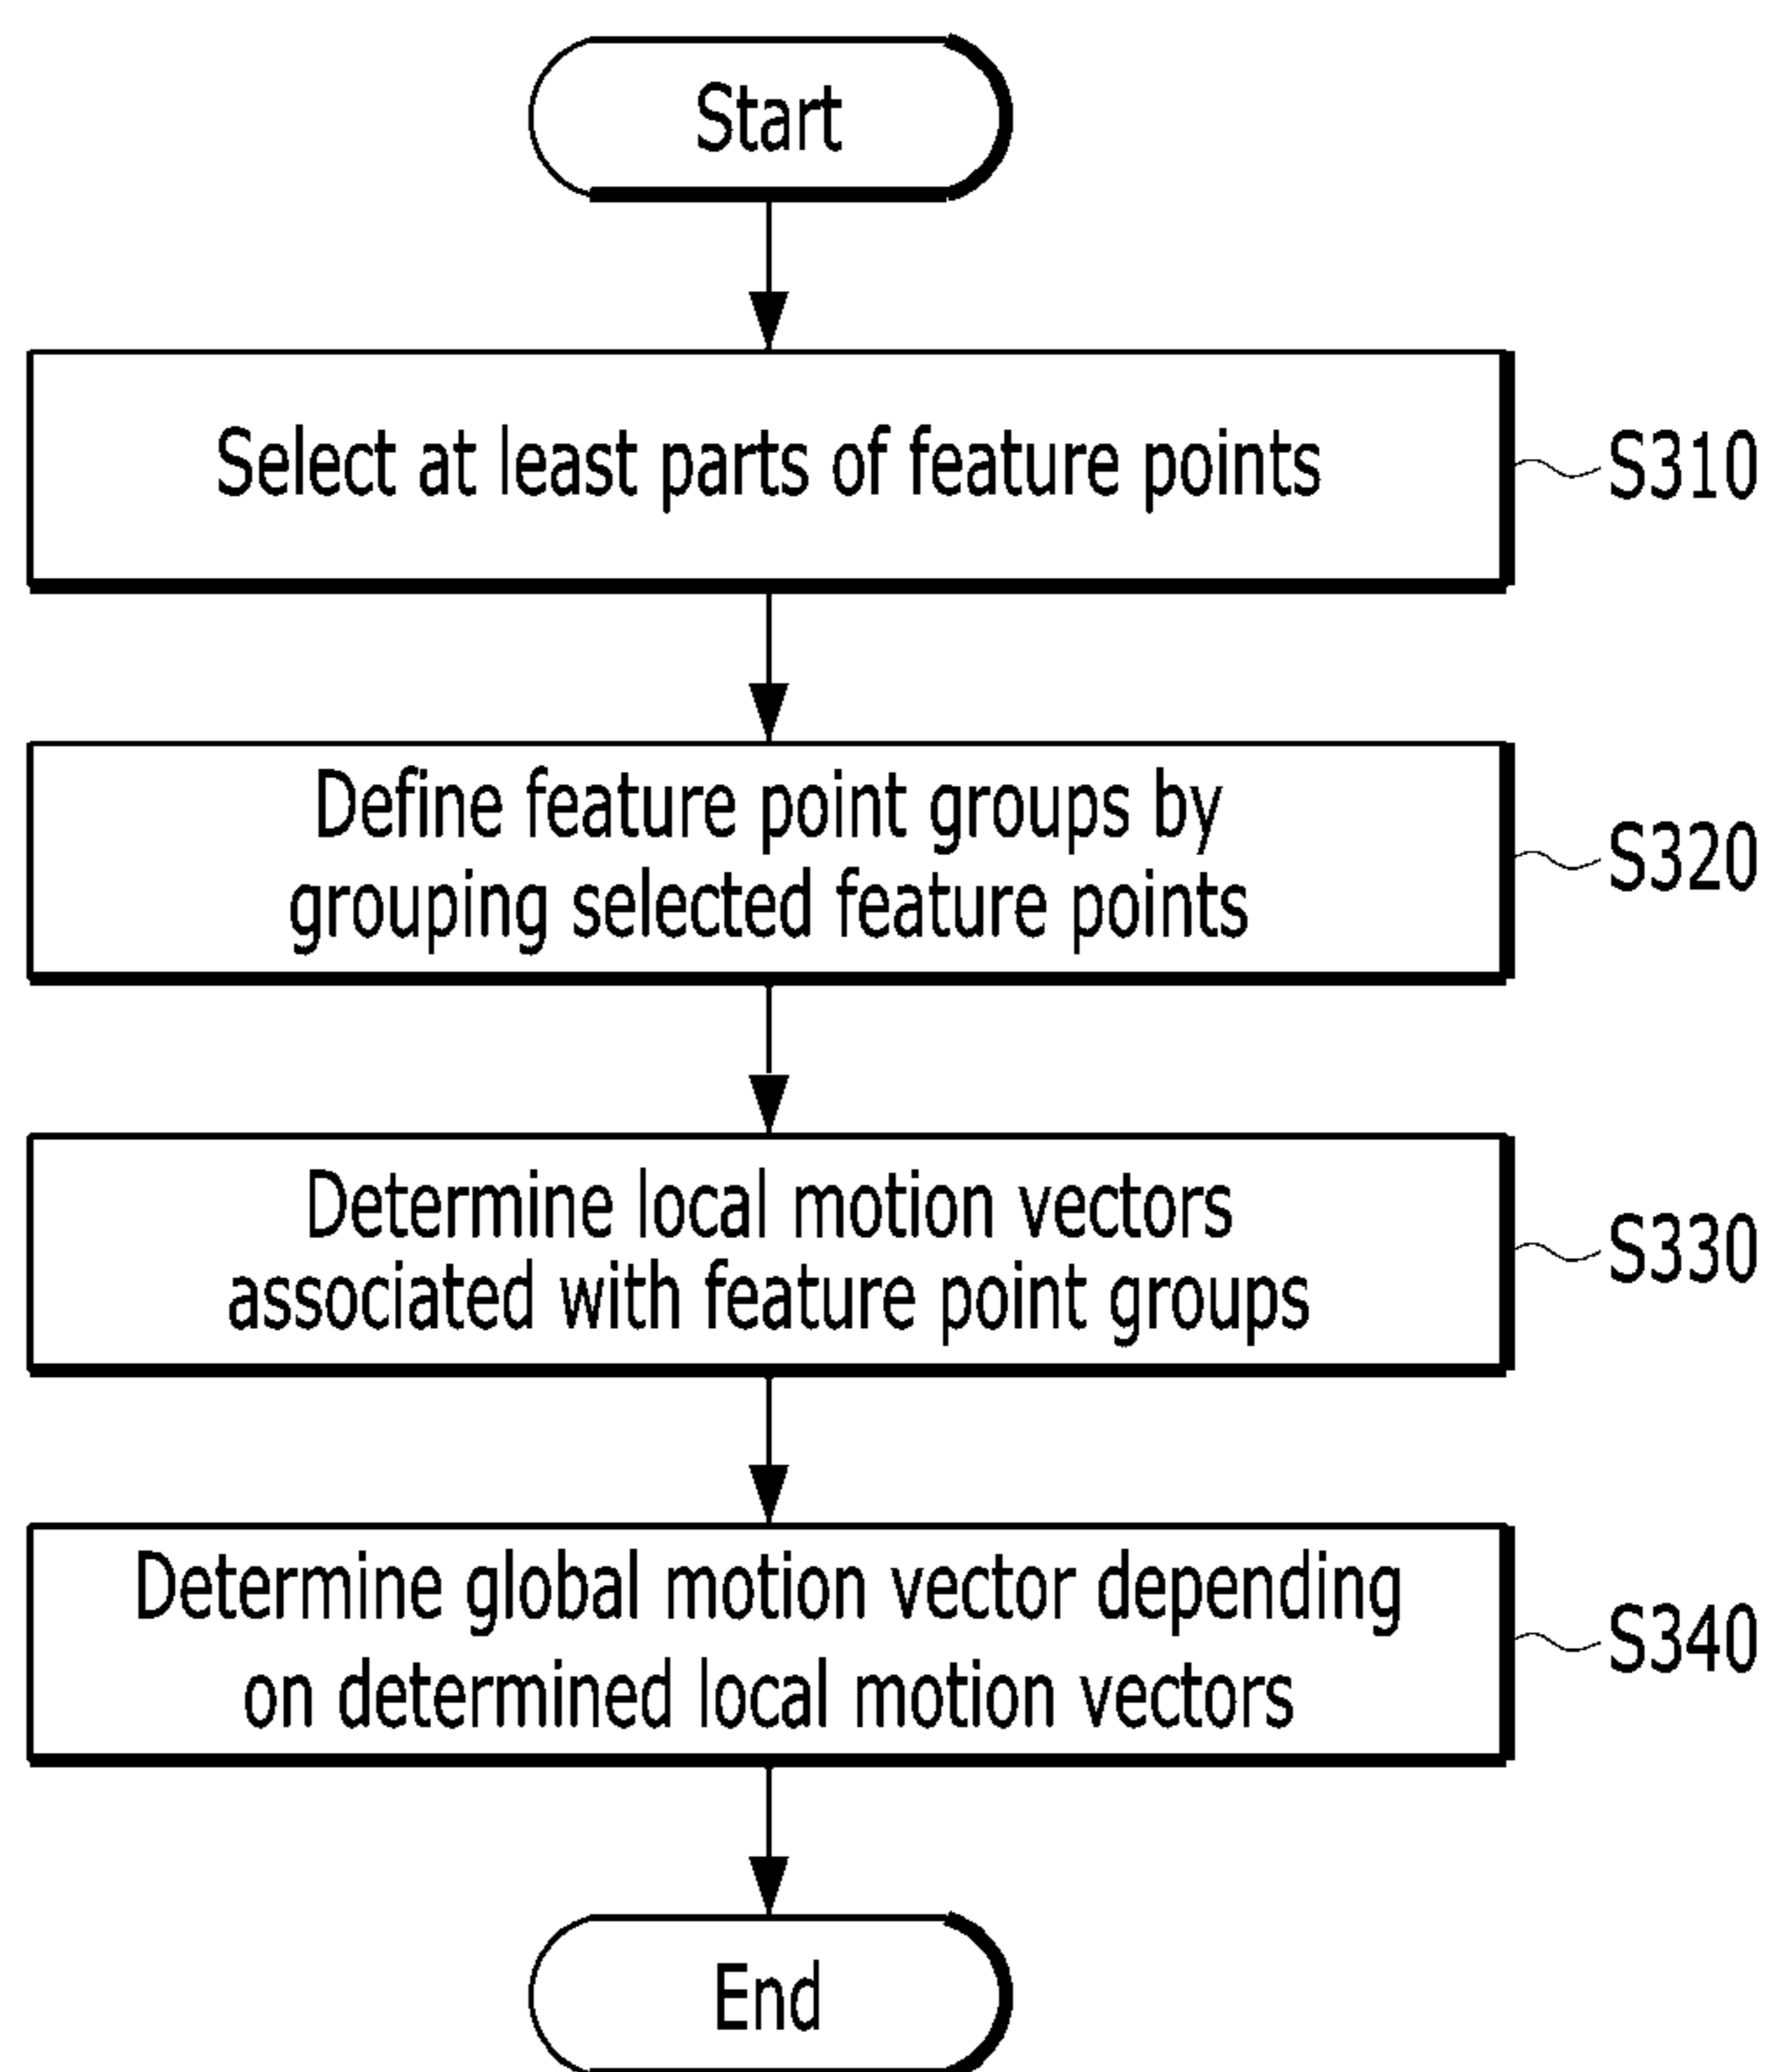 Start
Select at least parts of feature points
S310
Define feature point groups by
grouping selected feature points
S320
Determine local motion vectors
associated with feature point groups
S330
Determine global motion vector depending
on determined local motion vectors
S340
End